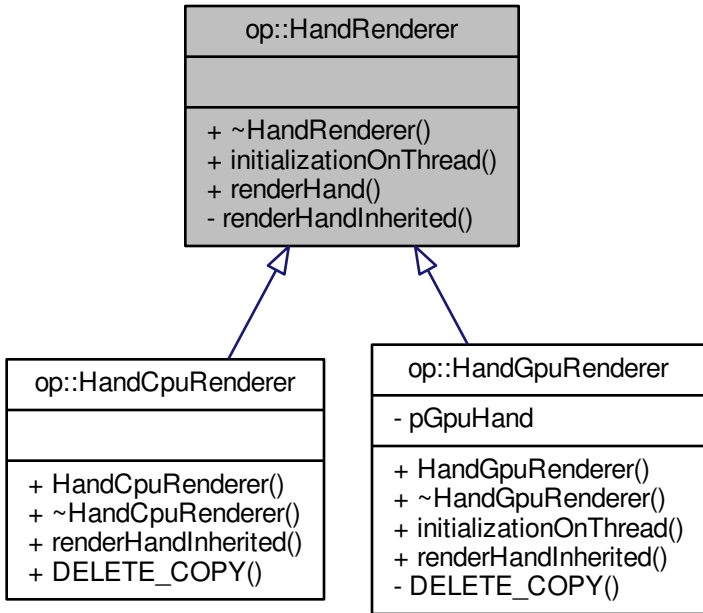 op::HandRenderer
+ ~HandRenderer()
+ initializationOnThread()
+ renderHand()
- renderHandInherited()
op::HandCpuRenderer
+ HandCpuRenderer()
+ ~HandCpuRenderer()
+ renderHandInherited()
+ DELETE_COPY()
op::HandGpuRenderer
- pGpuHand
+ HandGpuRenderer()
+ ~HandGpuRenderer()
+ initializationOnThread()
+ renderHandInherited()
- DELETE_COPY()